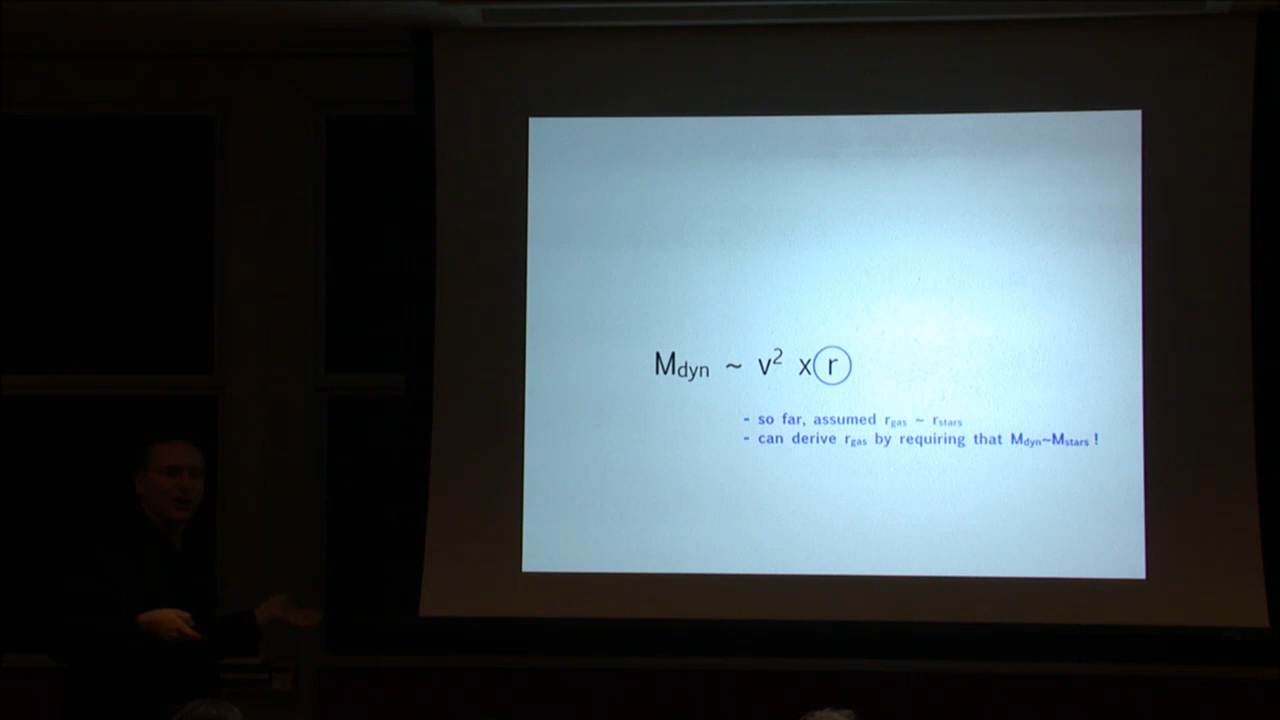 Mdyn ~ v² x r
- so far, assumed rgas ~ rstars
- can derive rgas by requiring that Mdyn~Mstars !